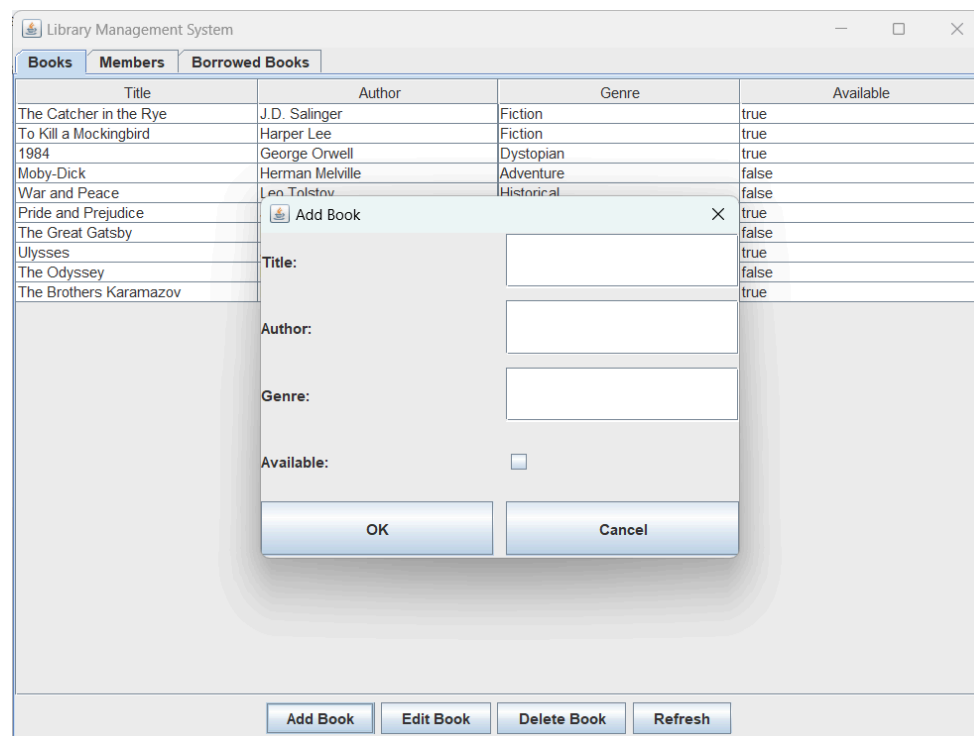 Library Management System
Books Members Borrowed Books
Title Author Genre Available
The Catcher in the Rye J.D. Salinger Fiction true
To Kill a Mockingbird Harper Lee Fiction true
1984 George Orwell Dystopian true
Moby-Dick Herman Melville Adventure false
War and Peace Leo Tolstoy Historical false
Pride and Prejudice true
The Great Gatsby false
Ulysses true
The Odyssey false
The Brothers Karamazov true
Add Book
Title:
Author:
Genre:
Available:
OK Cancel
Add Book Edit Book Delete Book Refresh